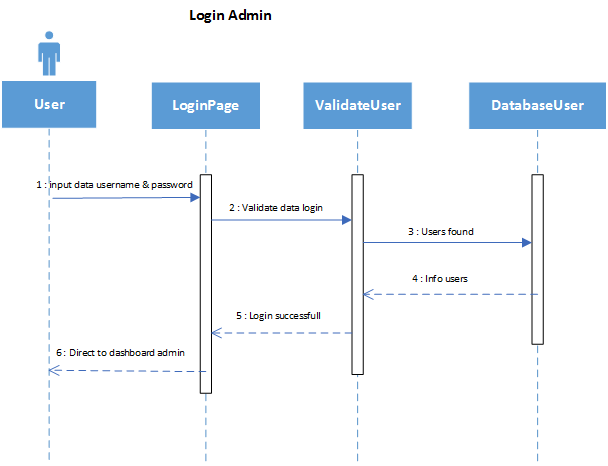 Login Admin
User
LoginPage
ValidateUser
DatabaseUser
1 : input data username & password
2 : Validate data login
3 : Users found
4 : Info users
5 : Login successfull
6 : Direct to dashboard admin